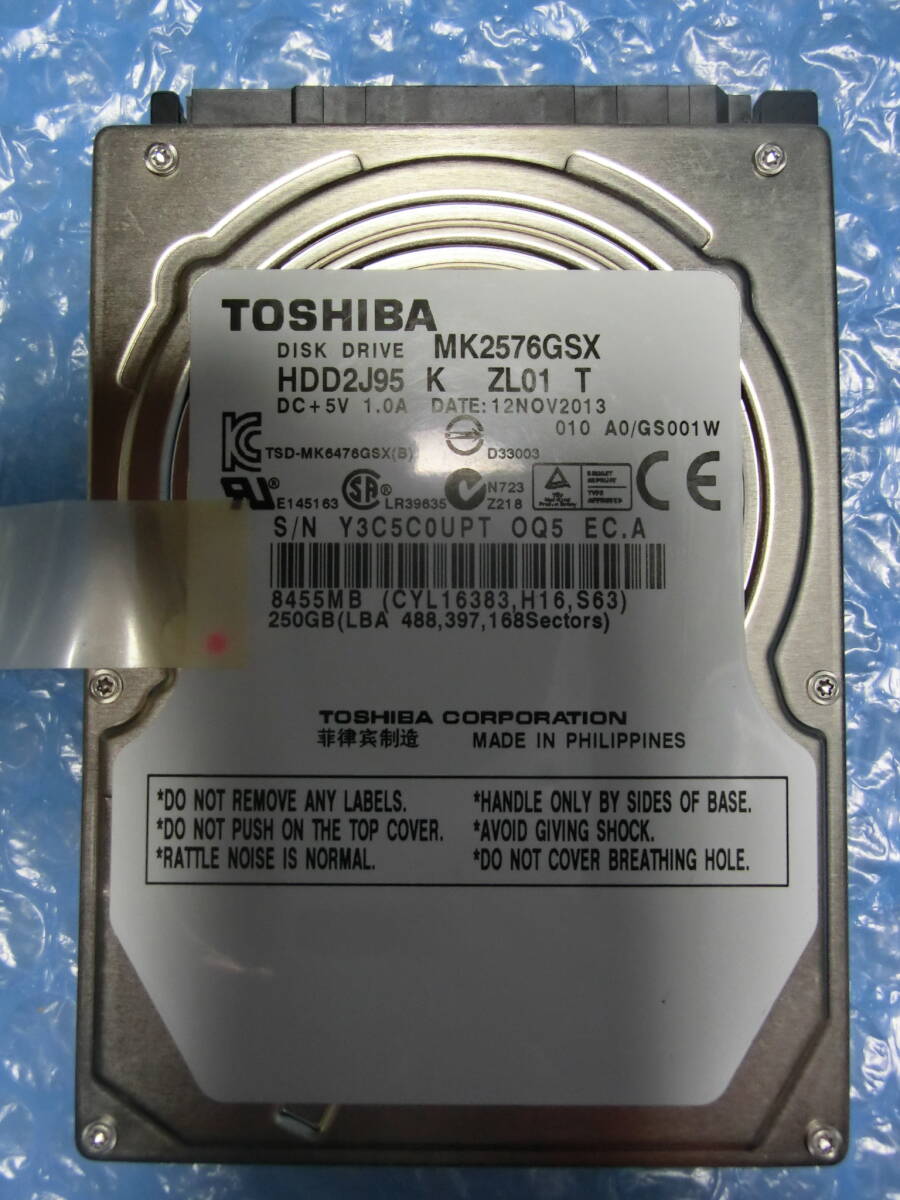 TOSHIBA
DISK DRIVE MK2576GSX
HDD2J95 K ZL01 T
DC+5V 1.0A DATE:12NOV2013
010 A0/GS001W
TSD-MK6476GSX(B) D33003
E145163 LR39635 N723
Z218
CE
S/N Y3C5C0UPT OQ5 EC.A
8455MB (CYL16383,H16,S63)
250GB(LBA 488,397,168Sectors)
TOSHIBA CORPORATION
菲律宾制造 MADE IN PHILIPPINES
*DO NOT REMOVE ANY LABELS. *HANDLE ONLY BY SIDES OF BASE.
*DO NOT PUSH ON THE TOP COVER. *AVOID GIVING SHOCK.
*RATTLE NOISE IS NORMAL. *DO NOT COVER BREATHING HOLE.